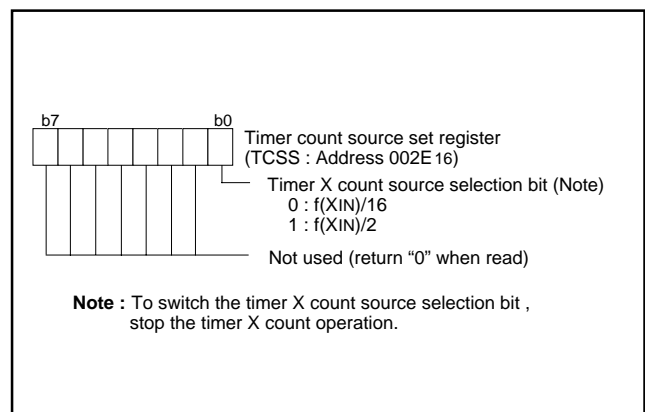 b7 b0
Timer count source set register
(TCSS : Address 002E16)
Timer X count source selection bit (Note)
0 : f(XIN)/16
1 : f(XIN)/2
Not used (return “0” when read)
Note : To switch the timer X count source selection bit ,
stop the timer X count operation.